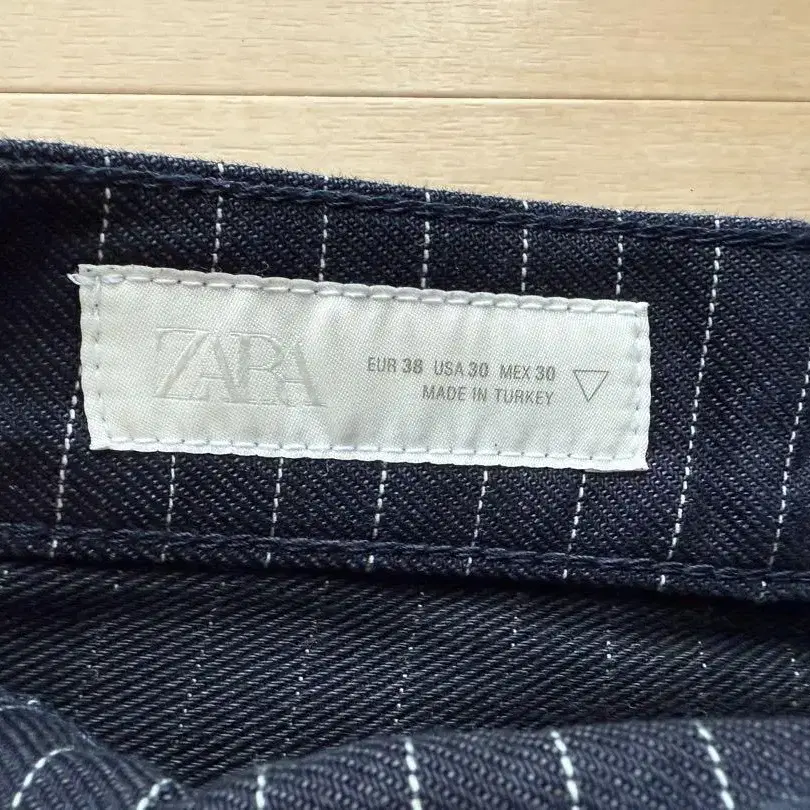 ZARA
EUR 38 USA 30 MEX 30
MADE IN TURKEY